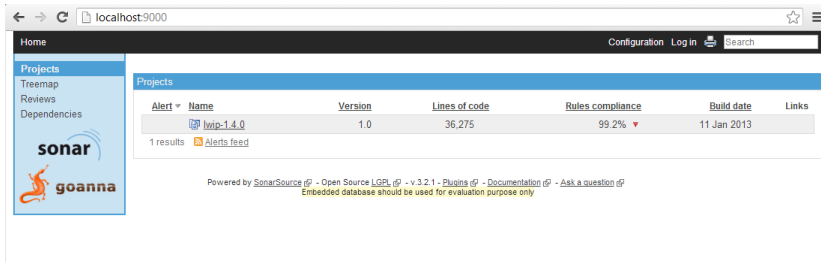 localhost:9000
Home
Configuration Log in Search
Projects
Treemap
Reviews
Dependencies
sonar
goanna
Projects
Alert Name Version Lines of code Rules compliance Build date Links
lwip-1.4.0 1.0 36,275 99.2% 11 Jan 2013
1 results Alerts feed
Powered by SonarSource - Open Source LGPL - v.3.2.1 - Plugins - Documentation - Ask a question
Embedded database should be used for evaluation purpose only